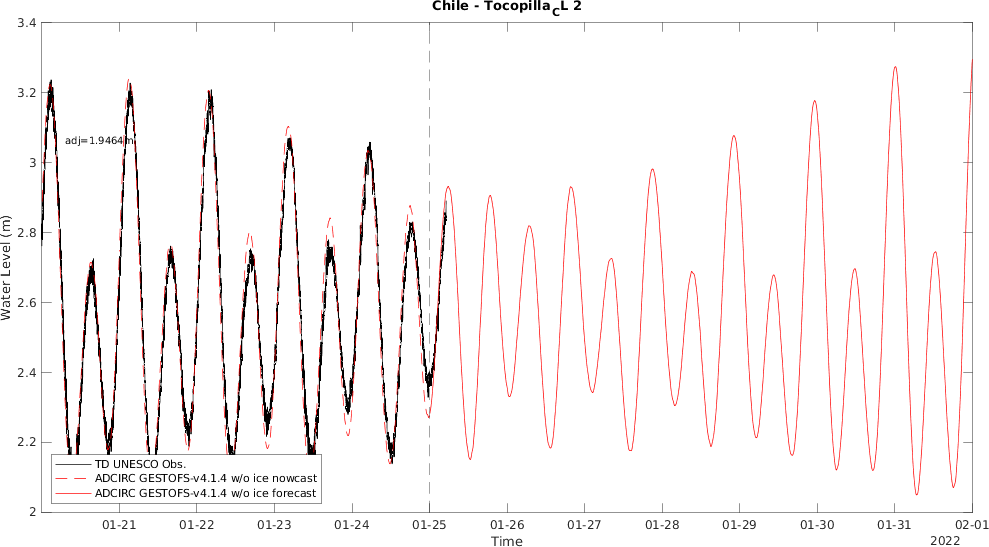 Chile - TocopillaCL 2
3.4
3.2
3
2.8
2.6
2.4
2.2
2
Water Level (m)
adj=1.9464m
TD UNESCO Obs.
ADCIRC GESTOFS-v4.1.4 w/o ice nowcast
ADCIRC GESTOFS-v4.1.4 w/o ice forecast
01-21 01-22 01-23 01-24 01-25 01-26 01-27 01-28 01-29 01-30 01-31 02-01
Time
2022